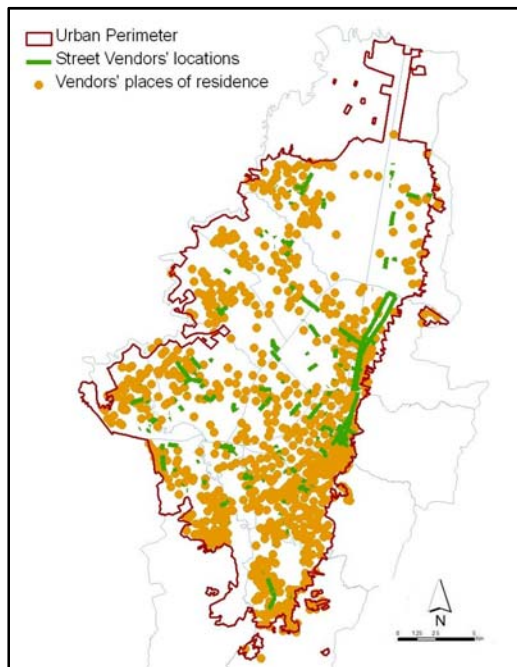 Urban Perimeter
Street Vendors' locations
Vendors' places of residence
N